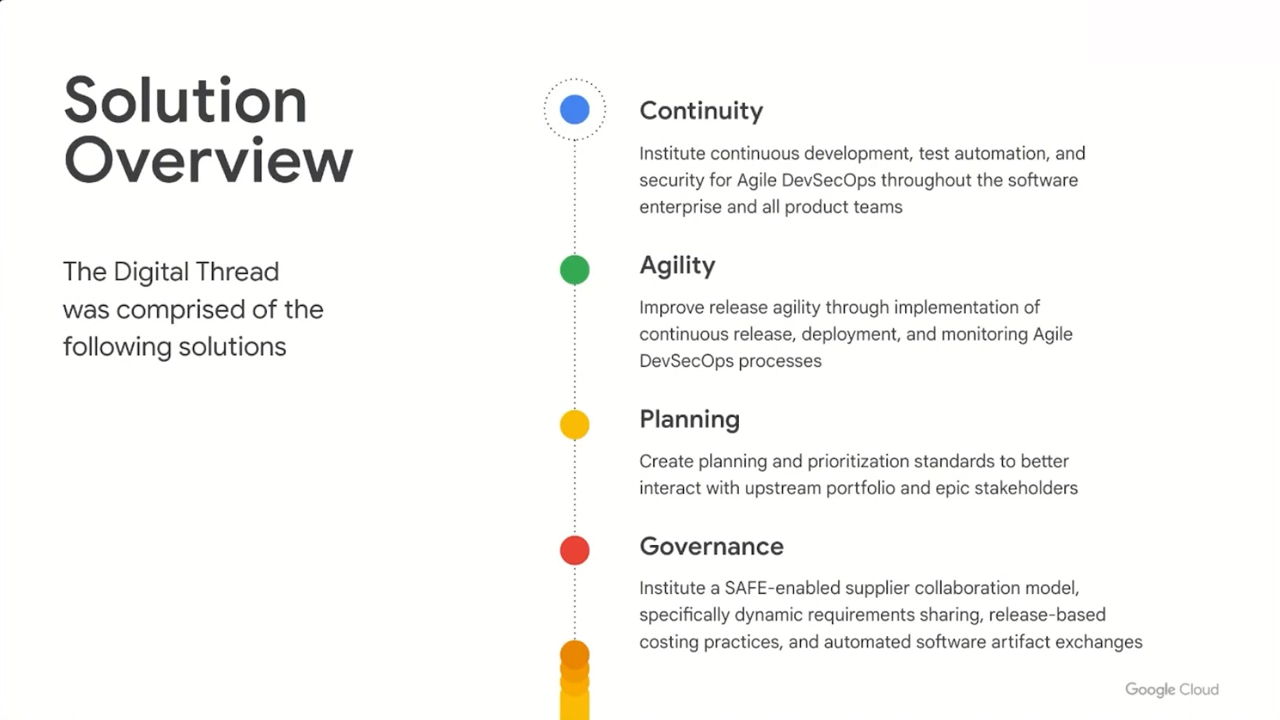 Solution
Overview
The Digital Thread
was comprised of the
following solutions
Continuity
Institute continuous development, test automation, and
security for Agile DevSecOps throughout the software
enterprise and all product teams
Agility
Improve release agility through implementation of
continuous release, deployment, and monitoring Agile
DevSecOps processes
Planning
Create planning and prioritization standards to better
interact with upstream portfolio and epic stakeholders
Governance
Institute a SAFE-enabled supplier collaboration model,
specifically dynamic requirements sharing, release-based
costing practices, and automated software artifact exchanges
Google Cloud